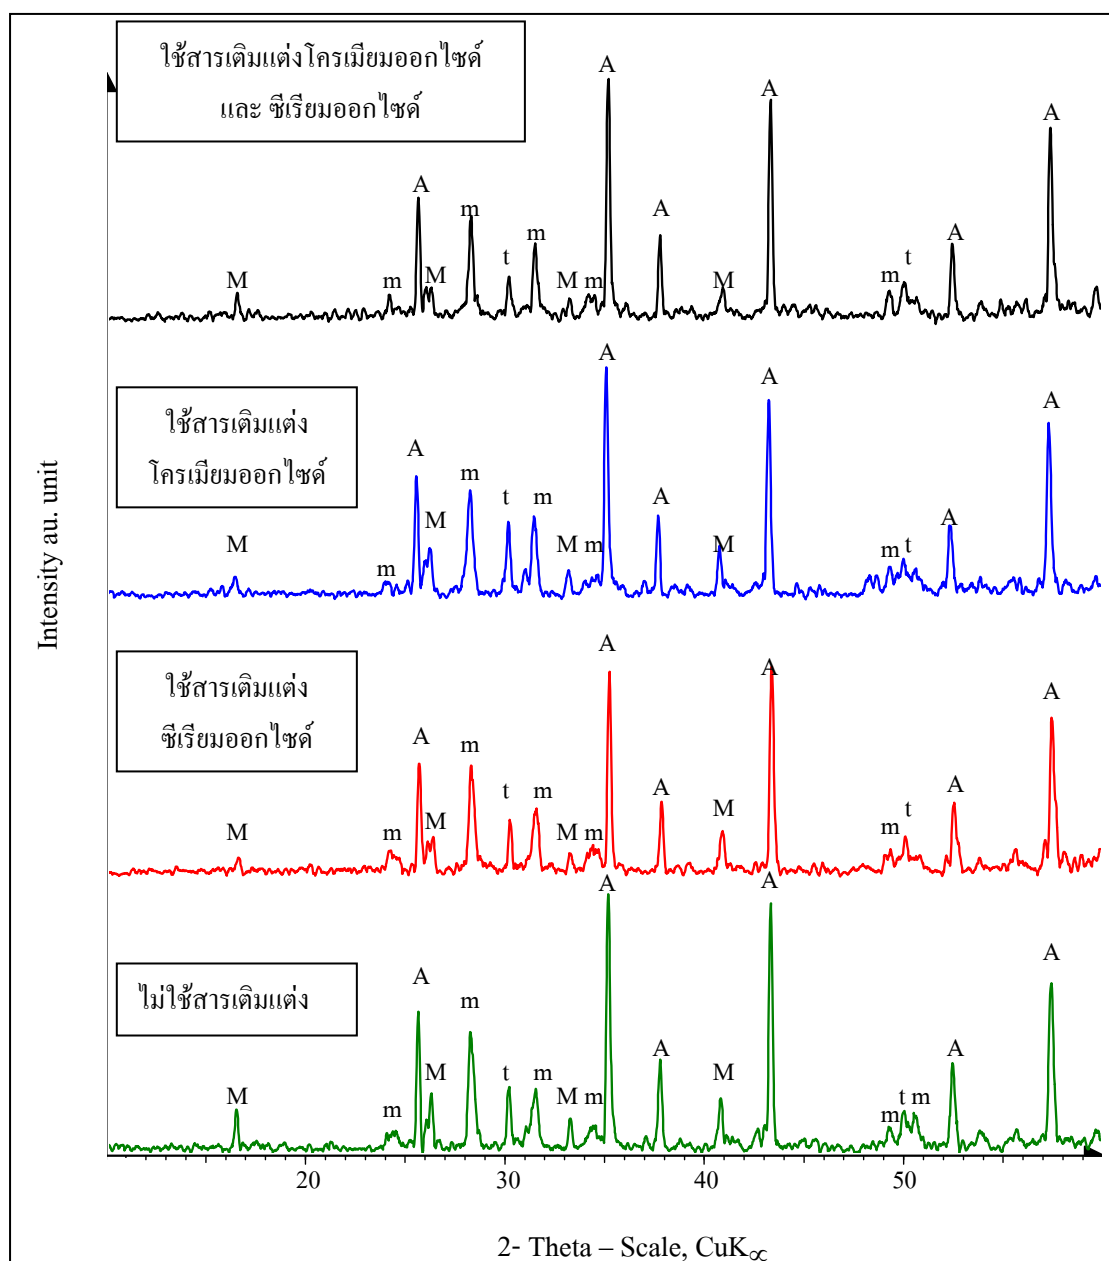 ใช้สารเติมแต่งโครเมียมออกไซด์
และ ซีเรียมออกไซด์
A
A
A
A
m
A
m
t
A
m
t
M
m
M
M
m
M
m
ใช้สารเติมแต่ง
โครเมียมออกไซด์
A
A
A
A
m
t
m
A
M
A
M
m
M
m
M
m
t
ใช้สารเติมแต่ง
ซีเรียมออกไซด์
A
A
A
A
m
t
m
A
A
M
m
M
M
m
M
m
t
ไม่ใช้สารเติมแต่ง
A
A
A
A
m
A
A
M
m
M
t
m
M
m
M
m
t
m
Intensity au. unit
20
30
40
50
2- Theta – Scale, CuK∝